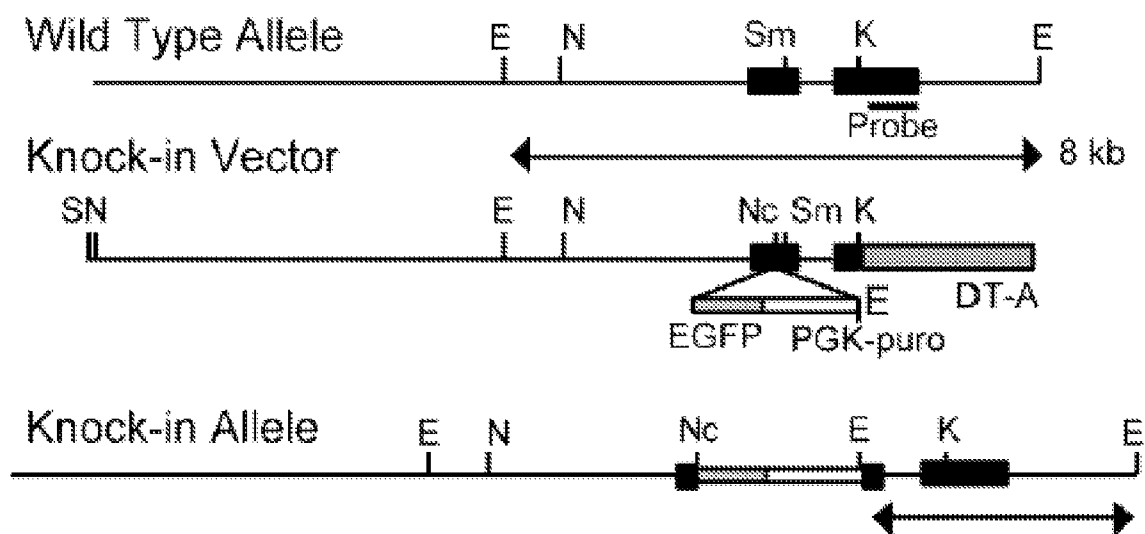 Wild Type Allele
E N Sm K E
Probe
Knock-in Vector
8 kb
SN E N Nc Sm K
DT-A
E
EGFP PGK-puro
Knock-in Allele
E N Nc E K E